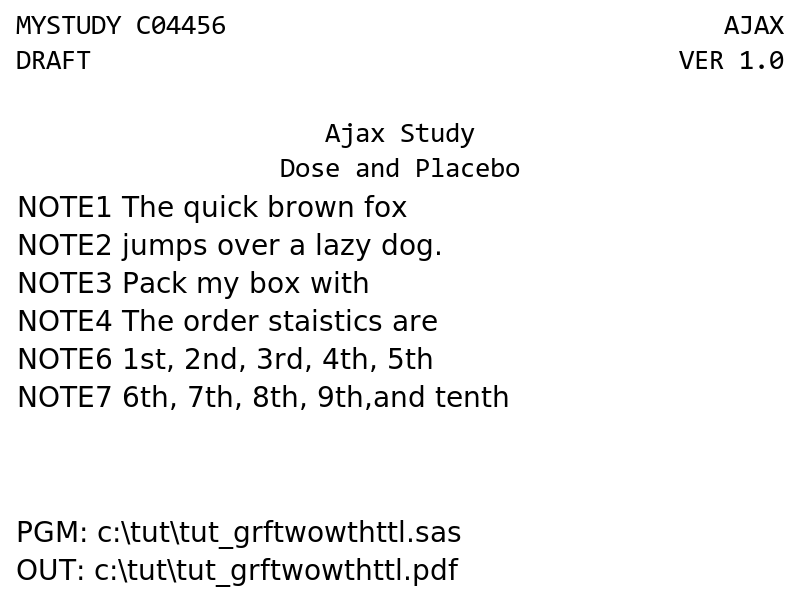 MYSTUDY C04456 AJAX
DRAFT VER 1.0
Ajax Study
Dose and Placebo
NOTE1 The quick brown fox
NOTE2 jumps over a lazy dog.
NOTE3 Pack my box with
NOTE4 The order staistics are
NOTE6 1st, 2nd, 3rd, 4th, 5th
NOTE7 6th, 7th, 8th, 9th,and tenth
PGM: c:\tut\tut_grftwowthttl.sas
OUT: c:\tut\tut_grftwowthttl.pdf